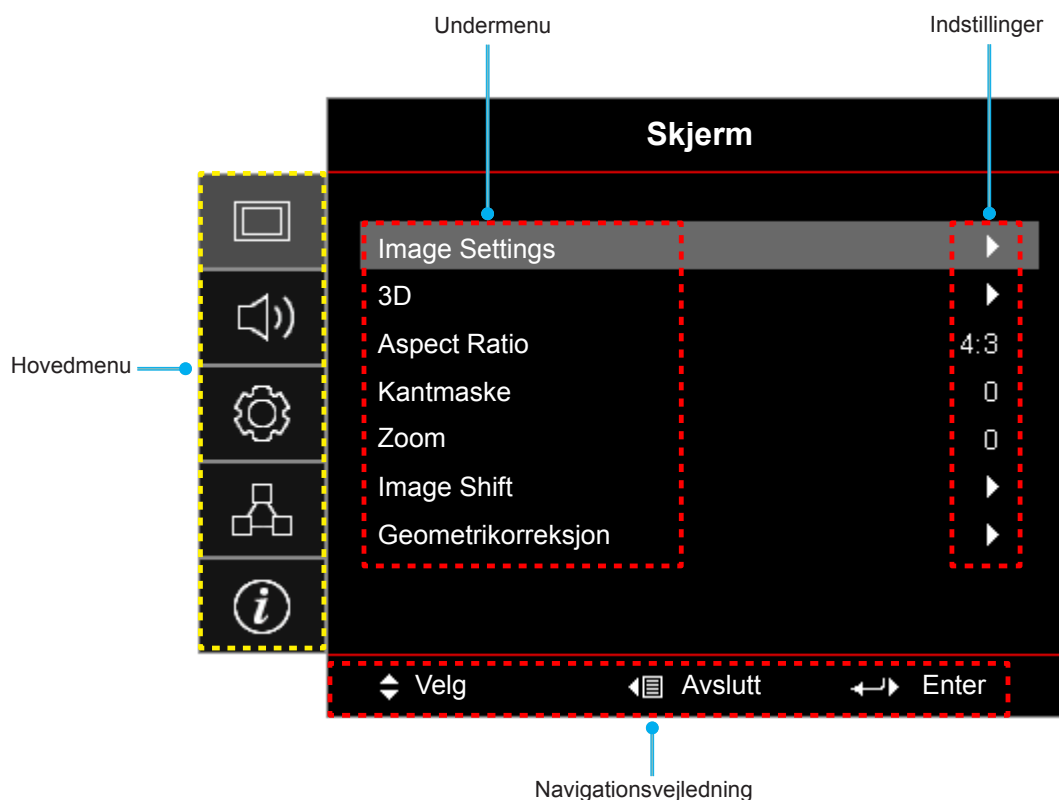 Undermenu
Indstillinger
Skjerm
Image Settings
3D
Aspect Ratio 4:3
Hovedmenu
Kantmaske 0
Zoom 0
Image Shift
Geometrikorreksjon
Velg Avslutt Enter
Navigationsvejledning